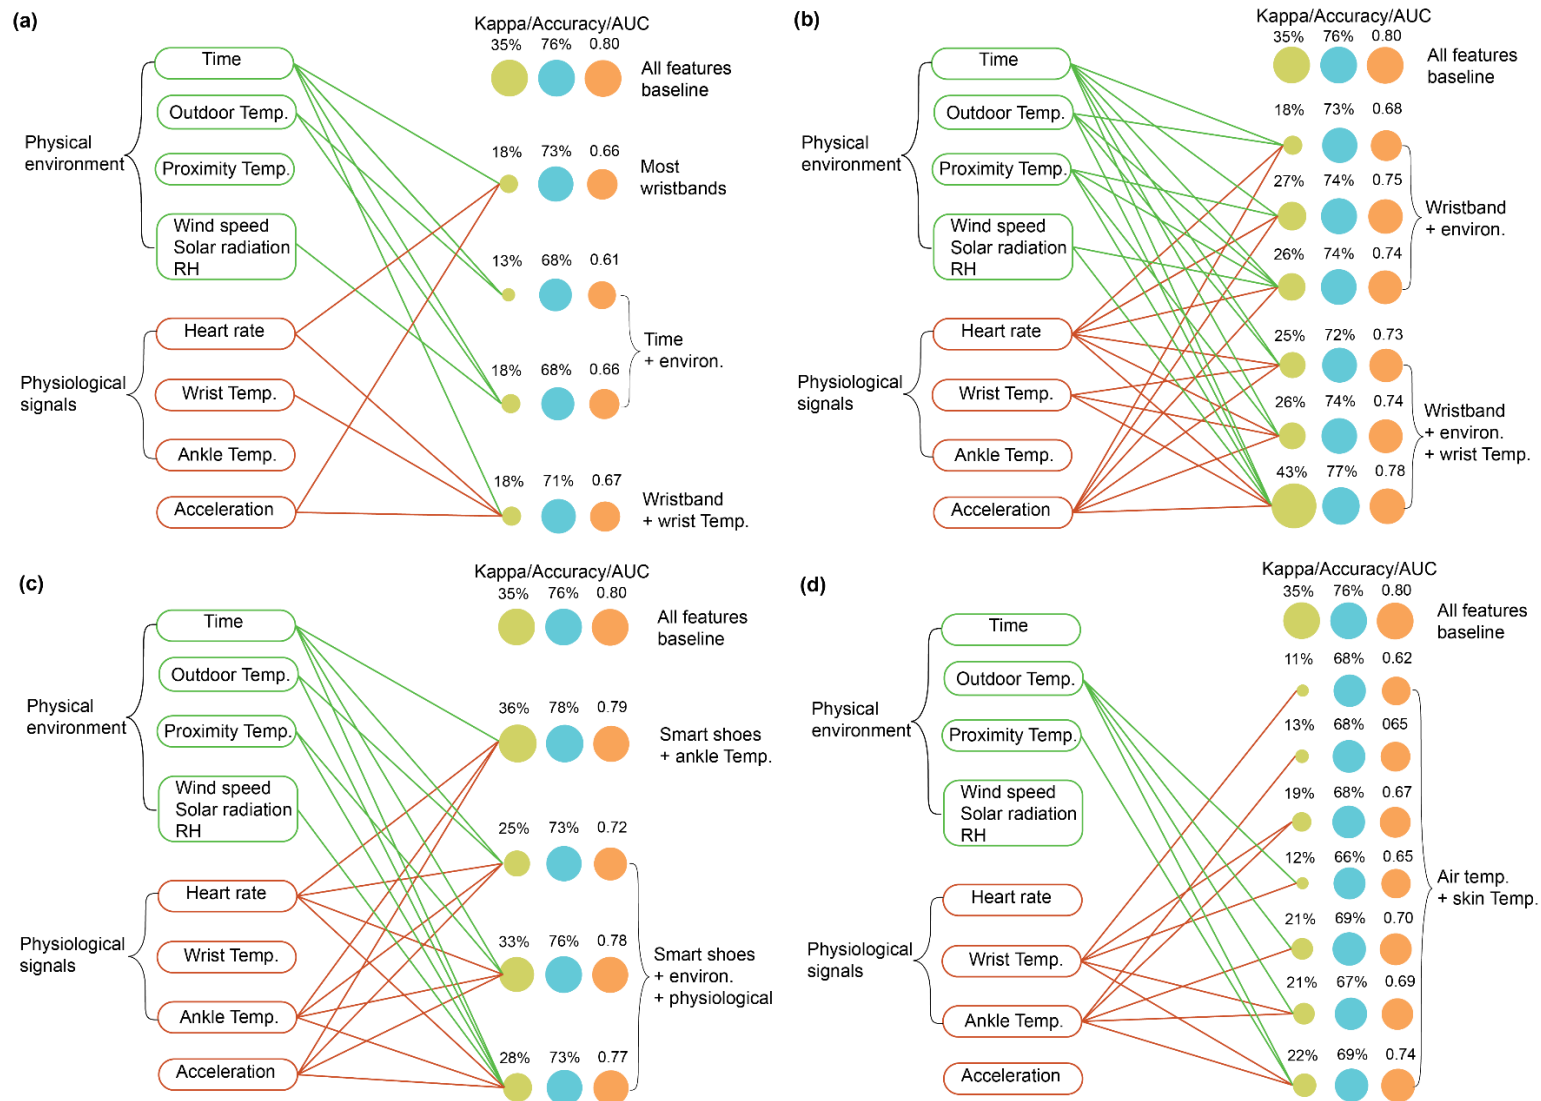 (a)
Kappa/Accuracy/AUC
35% 76% 0.80
All features
baseline
Time
Outdoor Temp.
Physical
environment
Proximity Temp.
18% 73% 0.66
Most
wristbands
Wind speed
Solar radiation
RH
13% 68% 0.61
Heart rate
Time
+ environ.
Physiological
signals
Wrist Temp.
18% 68% 0.66
Ankle Temp.
Acceleration
18% 71% 0.67
Wristband
+ wrist Temp.
(b)
Kappa/Accuracy/AUC
35% 76% 0.80
All features
baseline
Time
Outdoor Temp.
18% 73% 0.68
Physical
environment
Proximity Temp.
27% 74% 0.75
Wristband
+ environ.
Wind speed
Solar radiation
RH
26% 74% 0.74
Heart rate
25% 72% 0.73
Physiological
signals
Wrist Temp.
26% 74% 0.74
Wristband
+ environ.
+ wrist Temp.
Ankle Temp.
43% 77% 0.78
Acceleration
(c)
Kappa/Accuracy/AUC
35% 76% 0.80
All features
baseline
Time
Outdoor Temp.
Physical
environment
Proximity Temp.
36% 78% 0.79
Smart shoes
+ ankle Temp.
Wind speed
Solar radiation
RH
25% 73% 0.72
Heart rate
Physiological
signals
Wrist Temp.
33% 76% 0.78
Smart shoes
+ environ.
+ physiological
Ankle Temp.
Acceleration
28% 73% 0.77
(d)
Kappa/Accuracy/AUC
35% 76% 0.80
All features
baseline
Time
Outdoor Temp.
11% 68% 0.62
Physical
environment
Proximity Temp.
13% 68% 065
Wind speed
Solar radiation
RH
19% 68% 0.67
12% 66% 0.65
Heart rate
Air temp.
+ skin Temp.
21% 69% 0.70
Physiological
signals
Wrist Temp.
21% 67% 0.69
Ankle Temp.
22% 69% 0.74
Acceleration